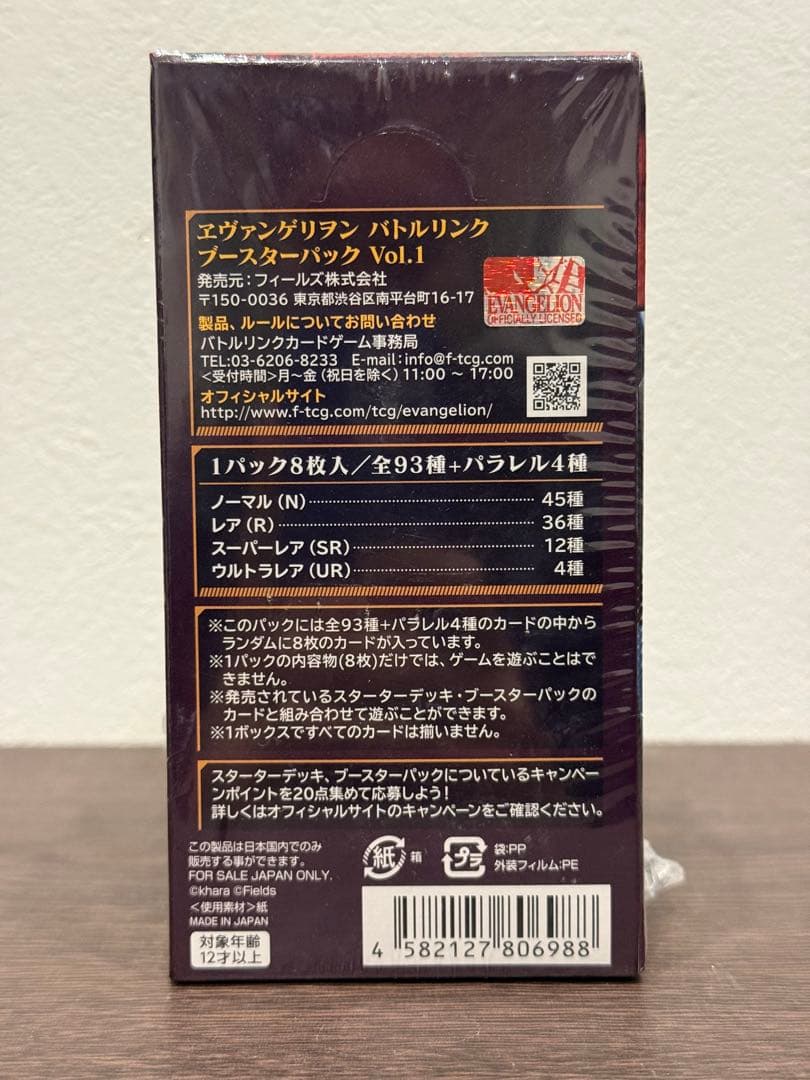 ヱヴァンゲリヲン バトルリンク
ブースターパック Vol.1
発売元:フィールズ株式会社
〒150-0036 東京都渋谷区南平台町16-17
EVANGELION
OFFICIALLY LICENSED
製品、ルールについてお問い合わせ
バトルリンクカードゲーム事務局
TEL:03-6206-8233 E-mail:info@f-tcg.com
<受付時間>月~金(祝日を除く)11:00 ~ 17:00
オフィシャルサイト
http://www.f-tcg.com/tcg/evangelion/
1パック8枚入/全93種+パラレル4種
ノーマル(N)…………45種
レア(R)…………36種
スーパーレア(SR)…………12種
ウルトラレア(UR)…………4種
※このパックには全93種+パラレル4種のカードの中から
ランダムに8枚のカードが入っています。
※1パックの内容物(8枚)だけでは、ゲームを遊ぶことはで
きません。
※発売されているスターターデッキ・ブースターパックの
カードと組み合わせて遊ぶことができます。
※1ボックスですべてのカードは揃いません。
スターターデッキ、ブースターパックについているキャンペー
ンポイントを20点集めて応募しよう!
詳しくはオフィシャルサイトのキャンペーンをご確認ください。
この製品は日本国内でのみ
販売する事ができます。
FOR SALE JAPAN ONLY.
©khara ©Fields
<使用素材>紙
MADE IN JAPAN
対象年齢
12才以上
紙 箱
プラ 袋:PP
外装フィルム:PE
4 582127 806988